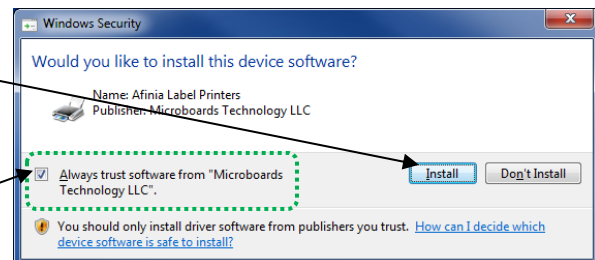 Windows Security
Would you like to install this device software?
Name: Afinia Label Printers
Publisher: Microboards Technology LLC
Always trust software from "Microboards
Technology LLC".
Install
Don't Install
You should only install driver software from publishers you trust. How can I decide which
device software is safe to install?